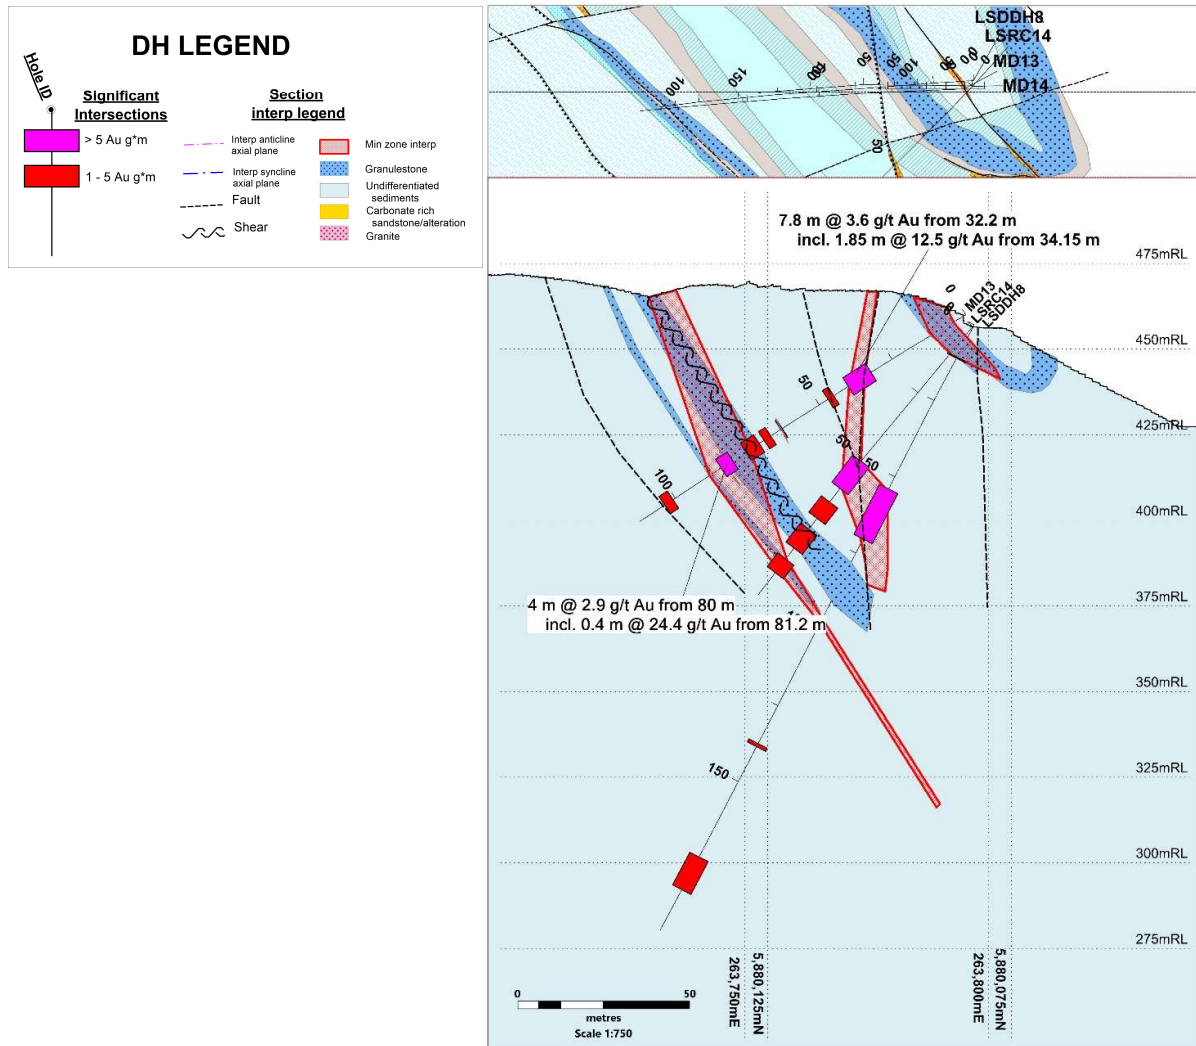 DH LEGEND
Hole ID
Significant
Intersections
> 5 Au g*m
1 - 5 Au g*m
Section
interp legend
Interp anticline
axial plane
Interp syncline
axial plane
Fault
Shear
Min zone interp
Granulestone
Undifferentiated
sediments
Carbonate rich
sandstone/alteration
Granite
LSDDH8
LSRC14
MD13
MD14
100
150
50
50
100
50
0
50
7.8 m @ 3.6 g/t Au from 32.2 m
incl. 1.85 m @ 12.5 g/t Au from 34.15 m
475mRL
MD13
LSRC14
LSDDH8
0
450mRL
50
425mRL
50
50
100
400mRL
4 m @ 2.9 g/t Au from 80 m
incl. 0.4 m @ 24.4 g/t Au from 81.2 m
375mRL
350mRL
150
325mRL
300mRL
275mRL
263,750mE
5,880,125mN
263,800mE
5,880,075mN
0
50
metres
Scale 1:750